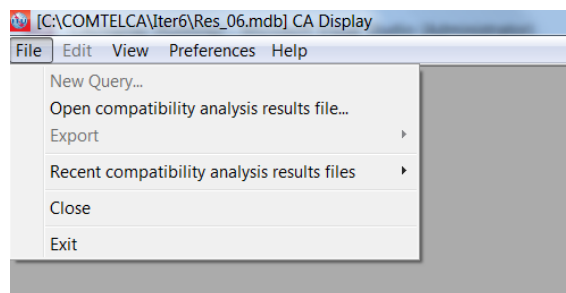 [C:\COMTELCA\Iter6\Res_06.mdb] CA Display
File Edit View Preferences Help
New Query...
Open compatibility analysis results file...
Export
Recent compatibility analysis results files
Close
Exit